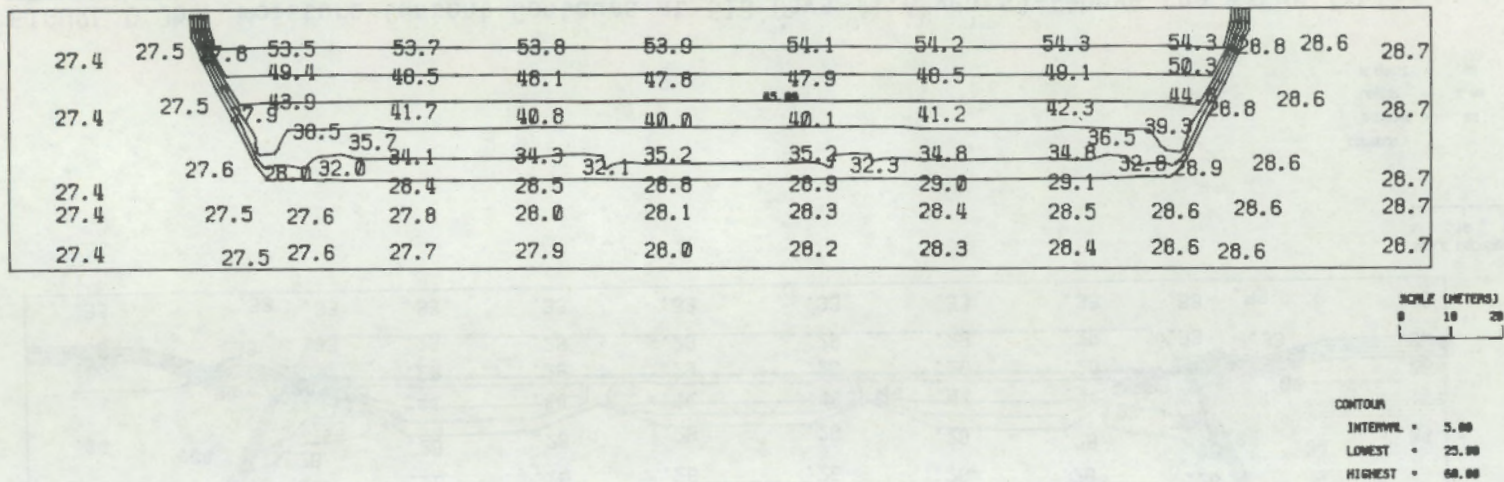 27.4 27.5 27.8 53.5 53.7 53.8 53.9 54.1 54.2 54.3 54.3 28.8 28.6 28.7
49.4 48.5 48.1 47.8 47.9 48.5 49.1 50.3
27.4 27.5 27.9 43.9 41.7 40.8 40.0 45.00 40.1 41.2 42.3 44. 28.8 28.6 28.7
38.5 35.7 36.5 39.3
27.4 27.6 28.0 32.0 34.1 34.3 32.1 35.2 35.2 32.3 34.8 34.8 32.8 28.9 28.6 28.7
28.4 28.5 28.8 28.9 29.0 29.1
27.4 27.5 27.6 27.8 28.0 28.1 28.3 28.4 28.5 28.6 28.6 28.7
27.4 27.5 27.6 27.7 27.9 28.0 28.2 28.3 28.4 28.6 28.6 28.7
SCALE (METERS)
0 10 20
CONTOUR
INTERVAL = 5.00
LOWEST = 25.00
HIGHEST = 60.00